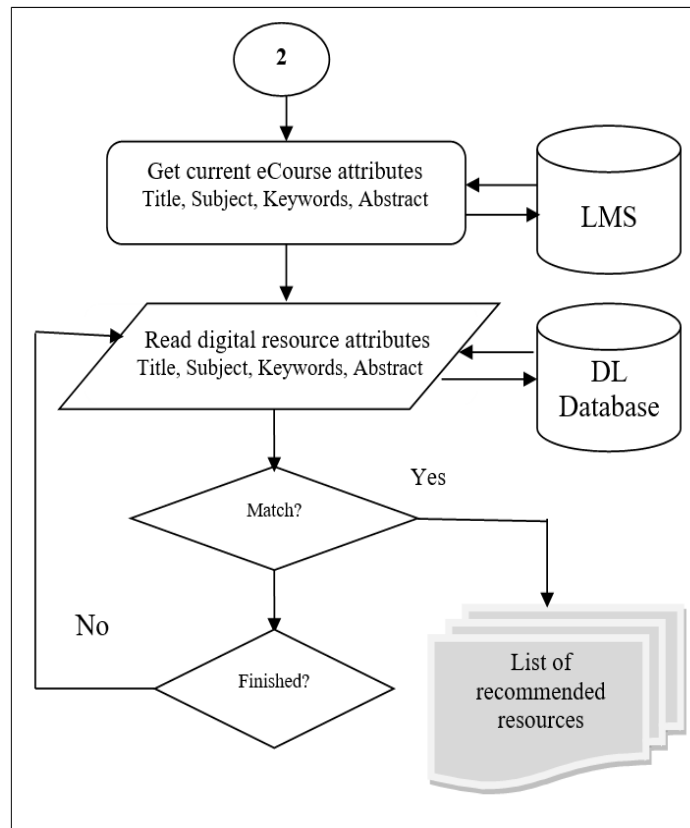 2
Get current eCourse attributes
Title, Subject, Keywords, Abstract
LMS
Read digital resource attributes
Title, Subject, Keywords, Abstract
DL
Database
Yes
Match?
No
Finished?
List of
recommended
resources